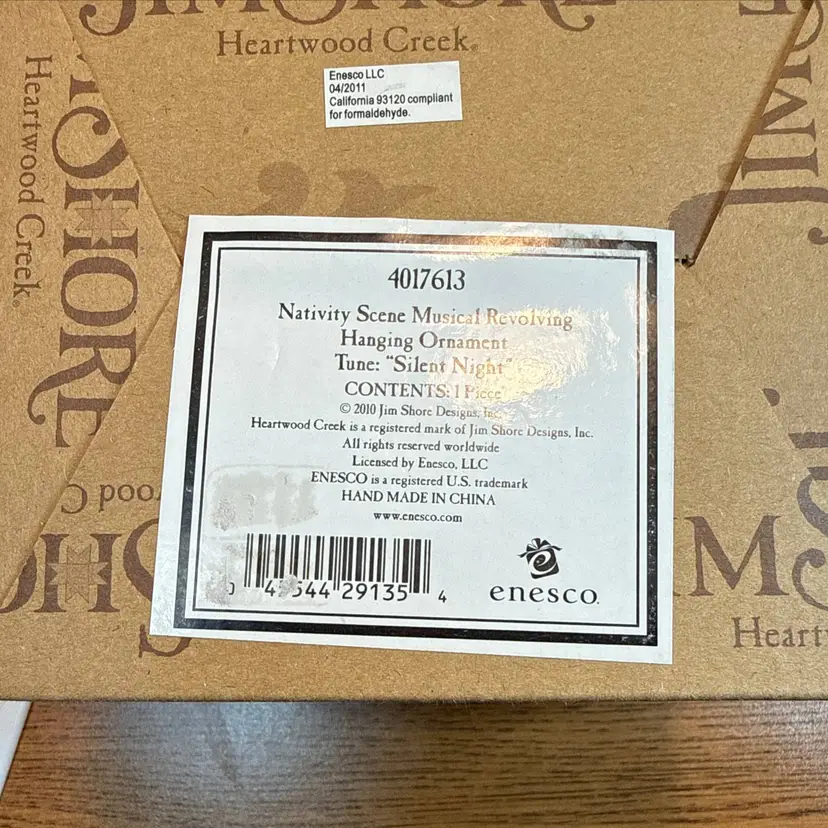 JIM SHORE
Heartwood Creek®
Heartwood Creek®
Enesco LLC
04/2011
California 93120 compliant
for formaldehyde.
4017613
Nativity Scene Musical Revolving
Hanging Ornament
Tune: "Silent Night"
CONTENTS: 1 Piece
© 2010 Jim Shore Designs, Inc.
Heartwood Creek is a registered mark of Jim Shore Designs, Inc.
All rights reserved worldwide
Licensed by Enesco, LLC
ENESCO is a registered U.S. trademark
HAND MADE IN CHINA
www.enesco.com
29135 4
enesco.